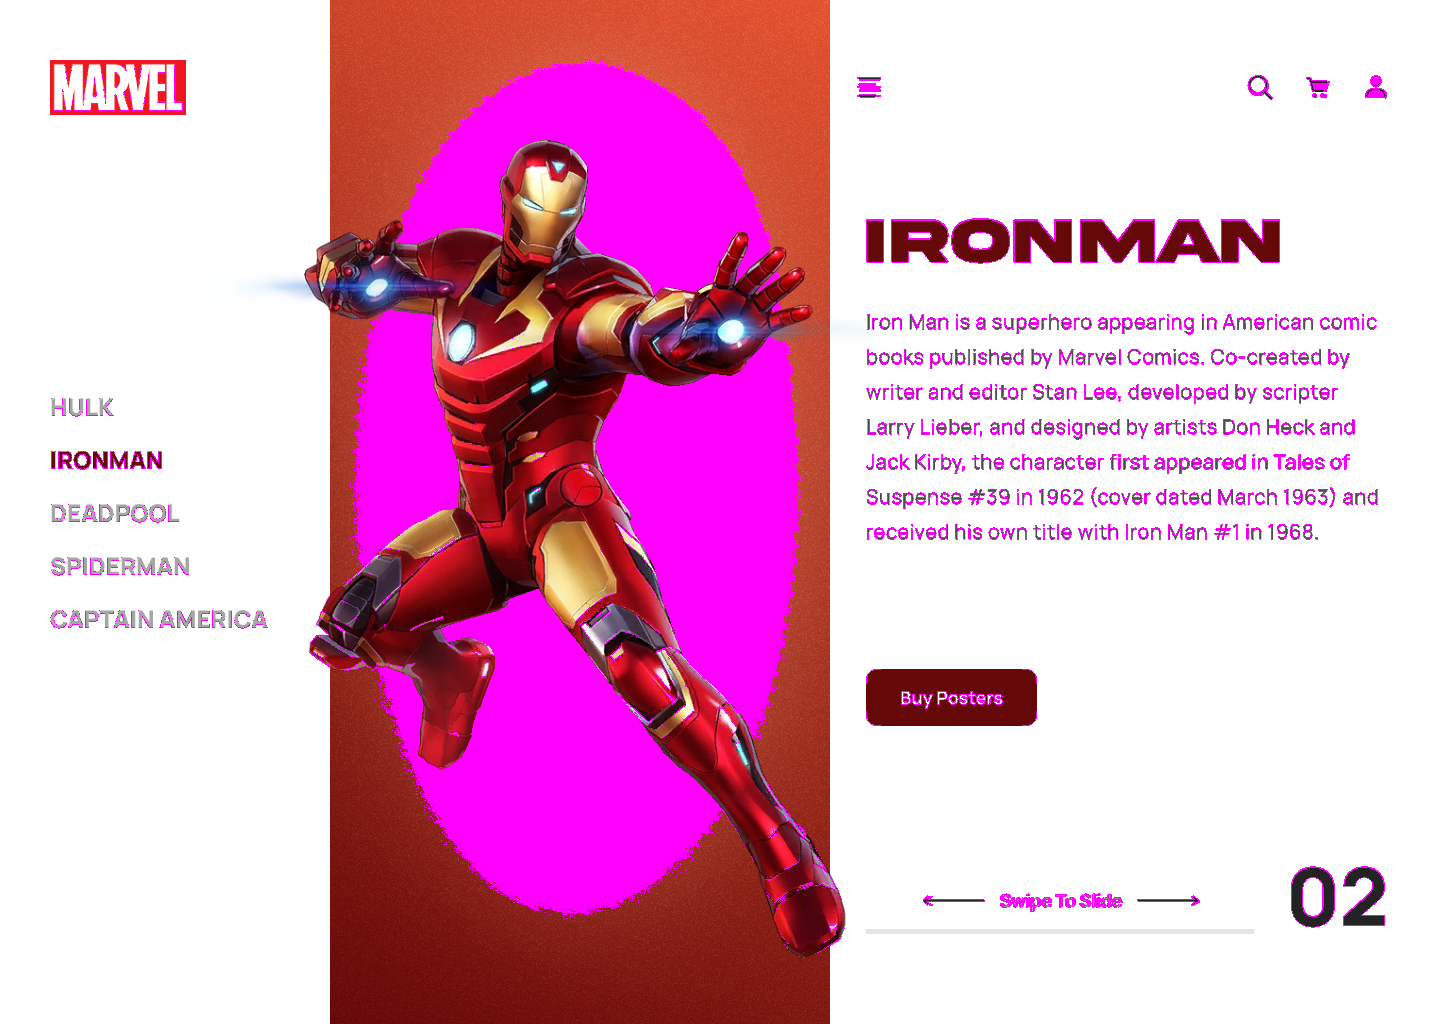 MARVEL
HULK
IRONMAN
DEADPOOL
SPIDERMAN
CAPTAIN AMERICA
IRONMAN
Iron Man is a superhero appearing in American comic
books published by Marvel Comics. Co-created by
writer and editor Stan Lee, developed by scripter
Larry Lieber, and designed by artists Don Heck and
Jack Kirby, the character first appeared in Tales of
Suspense #39 in 1962 (cover dated March 1963) and
received his own title with Iron Man #1 in 1968.
Buy Posters
Swipe To Slide
02